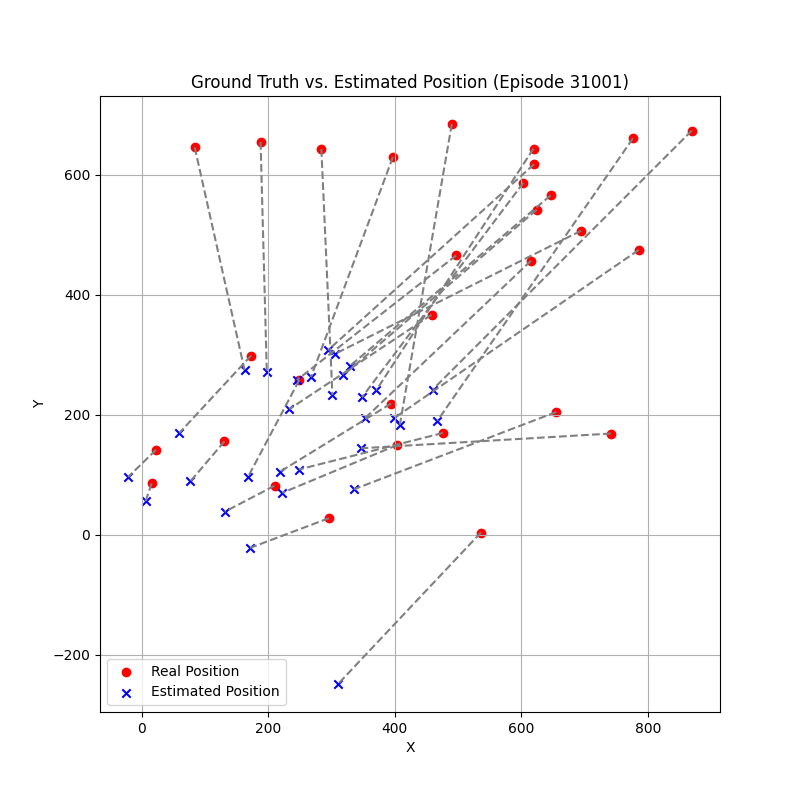 Ground Truth vs. Estimated Position (Episode 31001)
Y
600
400
200
0
−200
Real Position
Estimated Position
0 200 400 600 800
X